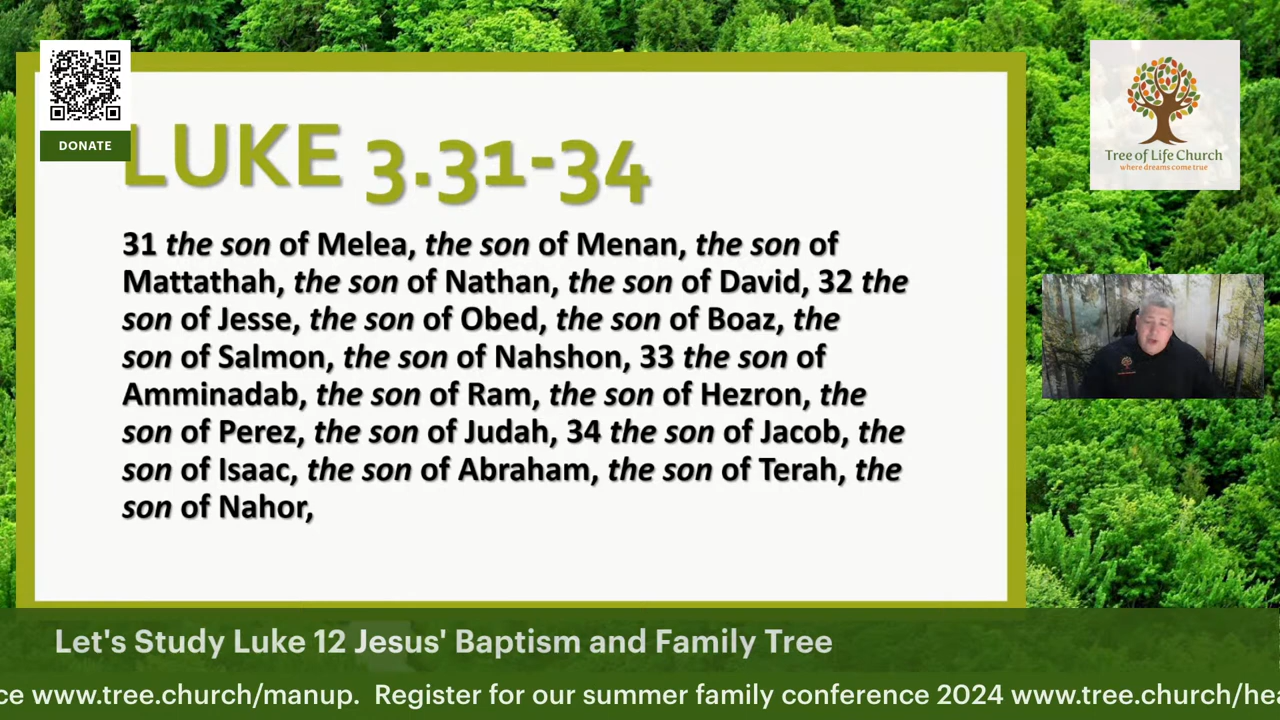 DONATE
LUKE 3.31-34
31 the son of Melea, the son of Menan, the son of
Mattathah, the son of Nathan, the son of David, 32 the
son of Jesse, the son of Obed, the son of Boaz, the
son of Salmon, the son of Nahshon, 33 the son of
Amminadab, the son of Ram, the son of Hezron, the
son of Perez, the son of Judah, 34 the son of Jacob, the
son of Isaac, the son of Abraham, the son of Terah, the
son of Nahor,
Tree of Life Church
where dreams come true
Let's Study Luke 12 Jesus' Baptism and Family Tree
ce www.tree.church/manup. Register for our summer family conference 2024 www.tree.church/hea